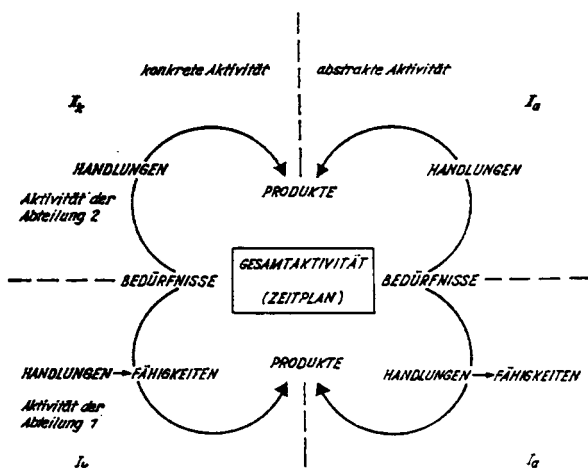 konkrete Aktivität abstrakte Aktivität
HANDLUNGEN HANDLUNGEN
PRODUKTE
Aktivität der
Abteilung 2
BEDÜRFNISSE GESAMTAKTIVITÄT BEDÜRFNISSE
(ZEITPLAN)
PRODUKTE
HANDLUNGEN → FÄHIGKEITEN HANDLUNGEN → FÄHIGKEITEN
Aktivität der
Abteilung 1